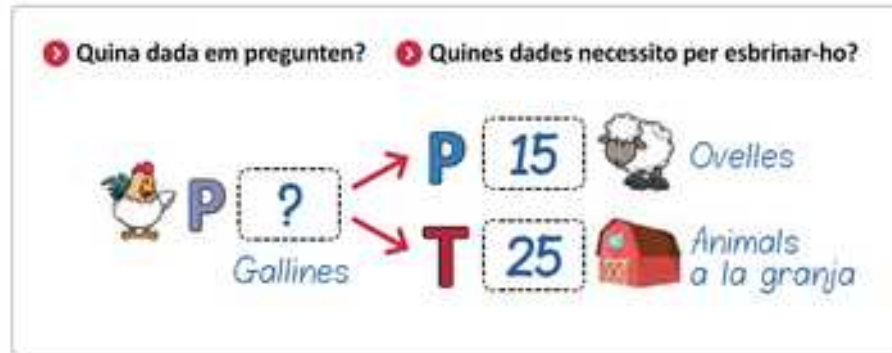 Quina dada em pregunten?
Quines dades necessito per esbrinar-ho?
P ?
Gallines
P 15 Ovelles
T 25 Animals
a la granja